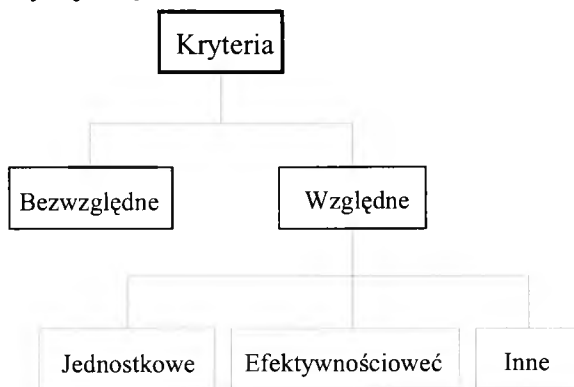 Kryteria
Bezwzględne
Względne
Jednostkowe
Efektywnościoweć
Inne